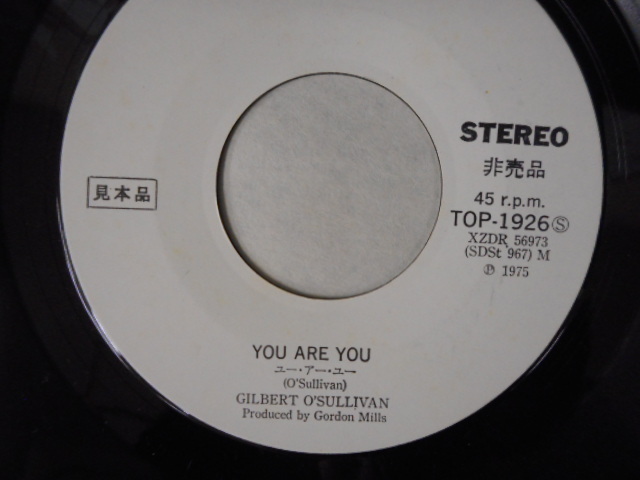 STEREO
非売品
見本品
45 r.p.m.
TOP-1926Ⓢ
XZDR 56973
(SDSt 967) M
Ⓟ 1975
YOU ARE YOU
ユー・アー・ユー
(O'Sullivan)
GILBERT O'SULLIVAN
Produced by Gordon Mills